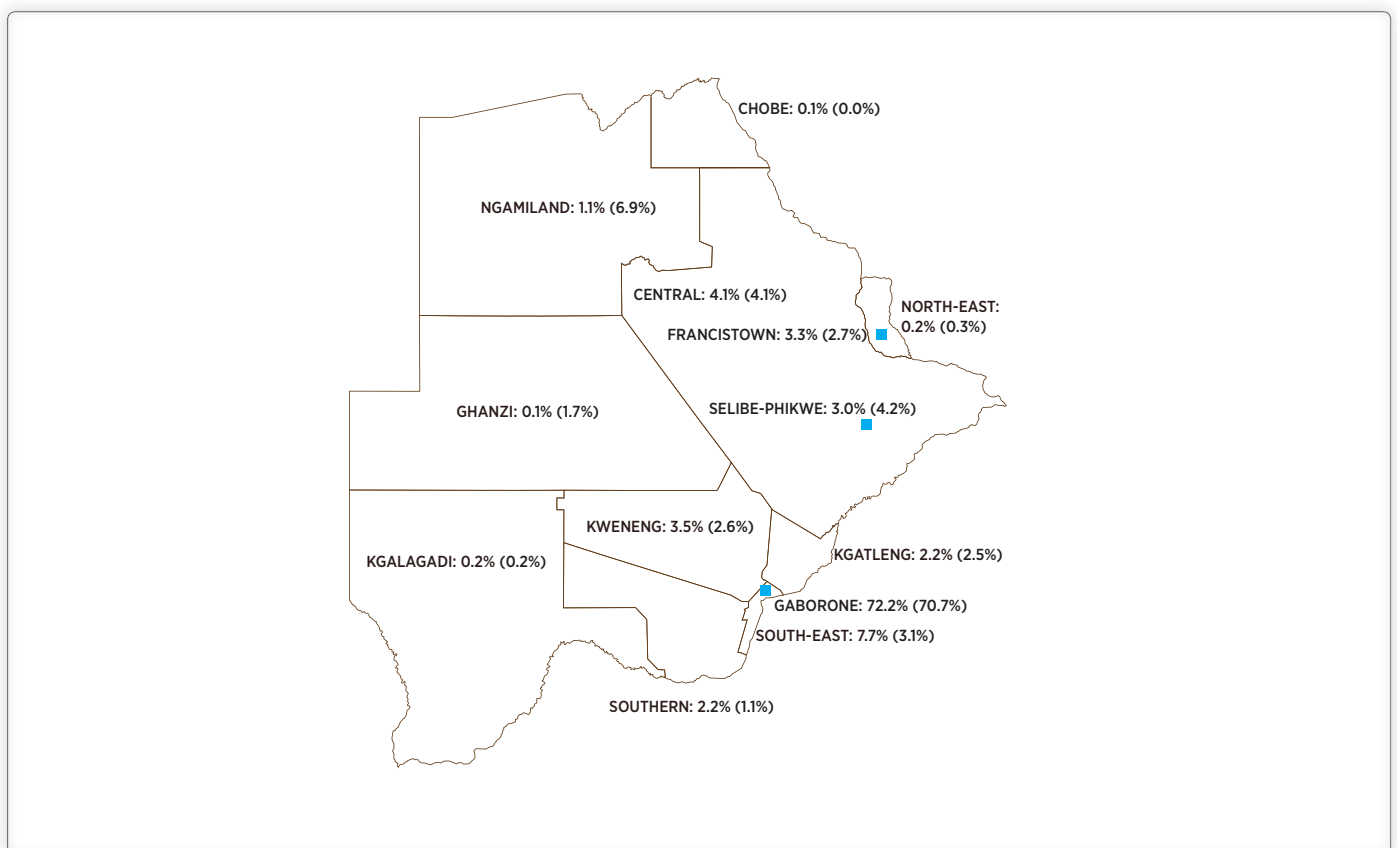 CHOBE: 0.1% (0.0%)
NGAMILAND: 1.1% (6.9%)
CENTRAL: 4.1% (4.1%)
NORTH-EAST:
0.2% (0.3%)
FRANCISTOWN: 3.3% (2.7%)
SELIBE-PHIKWE: 3.0% (4.2%)
GHANZI: 0.1% (1.7%)
KWENENG: 3.5% (2.6%)
KGATLENG: 2.2% (2.5%)
KGALAGADI: 0.2% (0.2%)
GABORONE: 72.2% (70.7%)
SOUTH-EAST: 7.7% (3.1%)
SOUTHERN: 2.2% (1.1%)